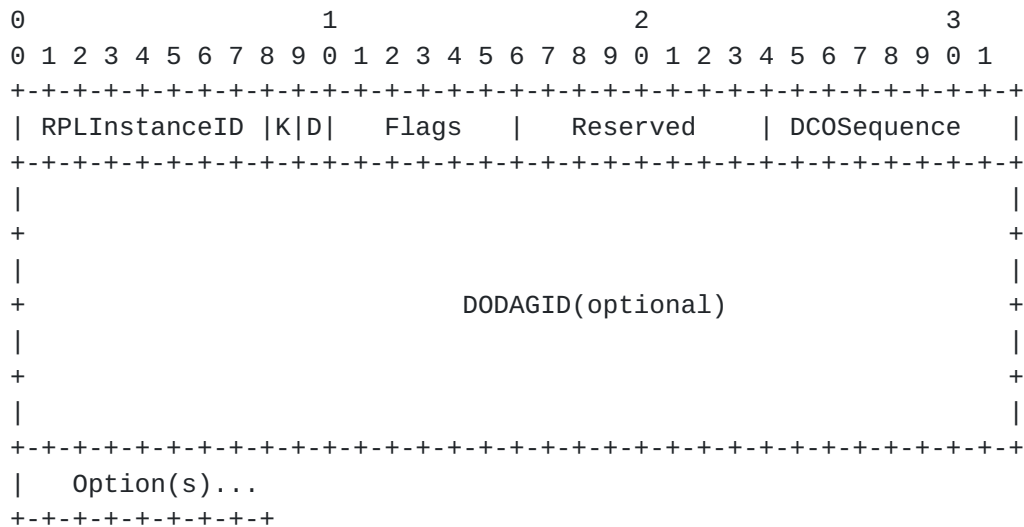 0                   1                   2                   3
0 1 2 3 4 5 6 7 8 9 0 1 2 3 4 5 6 7 8 9 0 1 2 3 4 5 6 7 8 9 0 1
+-+-+-+-+-+-+-+-+-+-+-+-+-+-+-+-+-+-+-+-+-+-+-+-+-+-+-+-+-+-+-+-+
| RPLInstanceID |K|D|   Flags   |   Reserved    | DCOSequence   |
+-+-+-+-+-+-+-+-+-+-+-+-+-+-+-+-+-+-+-+-+-+-+-+-+-+-+-+-+-+-+-+-+
|                                                               |
+                                                               +
|                                                               |
+                            DODAGID(optional)                  +
|                                                               |
+                                                               +
|                                                               |
+-+-+-+-+-+-+-+-+-+-+-+-+-+-+-+-+-+-+-+-+-+-+-+-+-+-+-+-+-+-+-+-+
|   Option(s)...
+-+-+-+-+-+-+-+-+